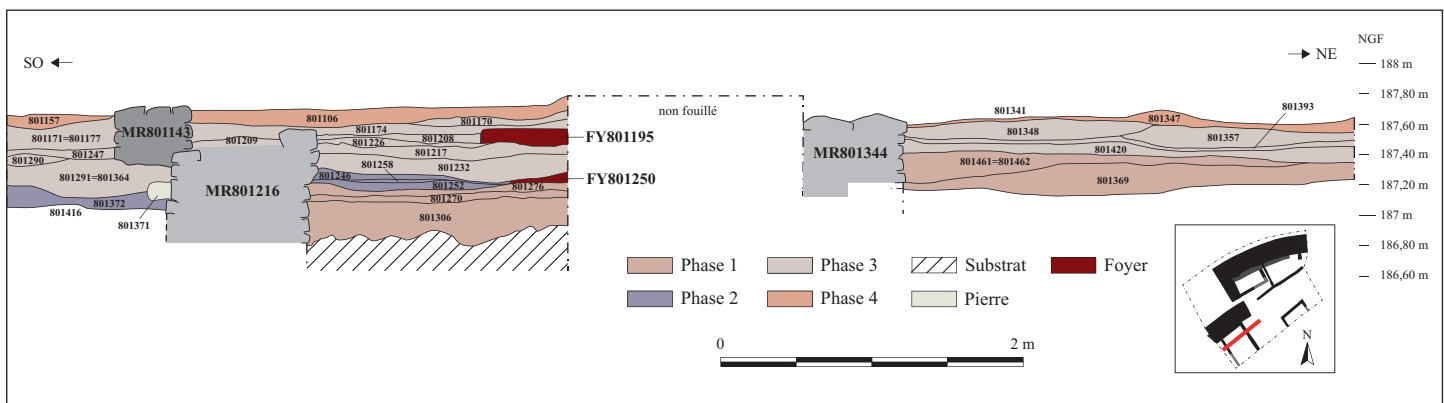 SO
NE
NGF
188 m
187,80 m
187,60 m
187,40 m
187,20 m
187 m
186,80 m
186,60 m
non fouillé
801157
801171=801177
801247
801290
801291=801364
801372
801416
801371
MR801143
MR801216
801106
801170
801174
801209
801208
801226
801217
801232
801258
801246
801252
801276
801270
801306
FY801195
FY801250
MR801344
801341
801347
801393
801348
801357
801420
801461=801462
801369
Phase 1
Phase 3
Substrat
Foyer
Phase 2
Phase 4
Pierre
0
2 m
N